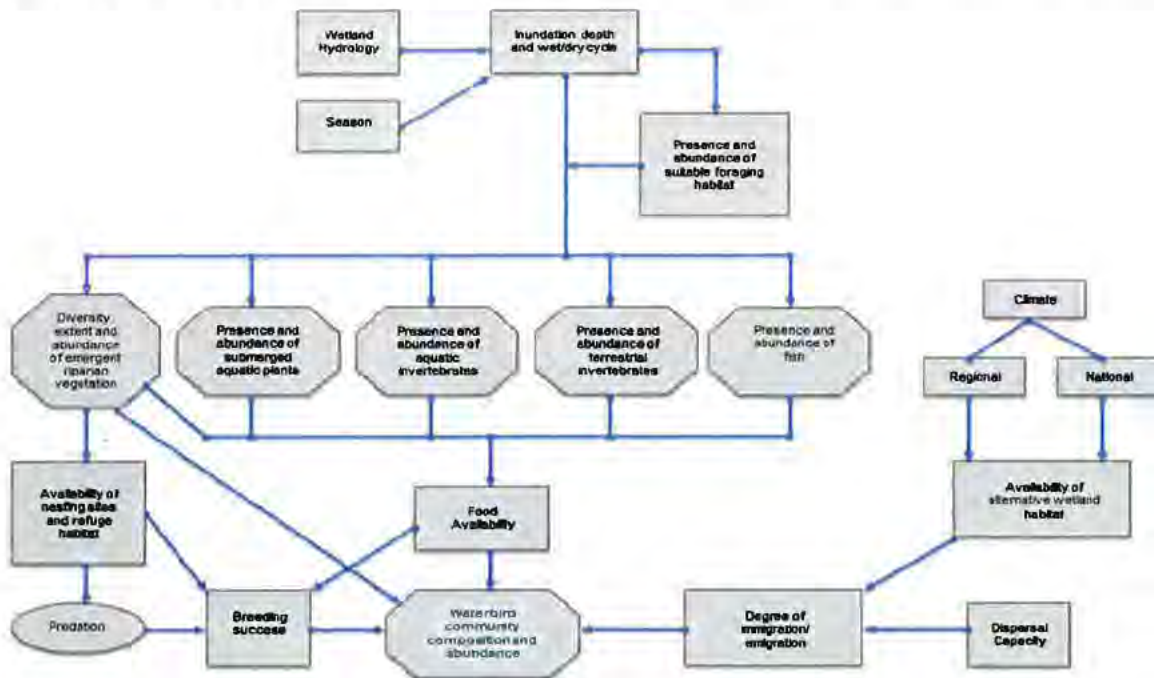 Wetland
Hydrology
Inundation depth
and wet/dry cycle
Season
Presence and
abundance of
suitable foraging
habitat
Diversity
extent and
abundance
of emergent
riparian
vegetation
Presence and
abundance of
submerged
aquatic plants
Presence and
abundance of
aquatic
invertebrates
Presence and
abundance of
terrestrial
invertebrates
Presence and
abundance of
fish
Climate
Regional
National
Availability of
nesting sites
and refuge
habitat
Food
Availability
Availability of
alternative wetland
habitat
Predation
Breeding
success
Waterbird
community
composition and
abundance
Degree of
immigration/
emigration
Dispersal
Capacity